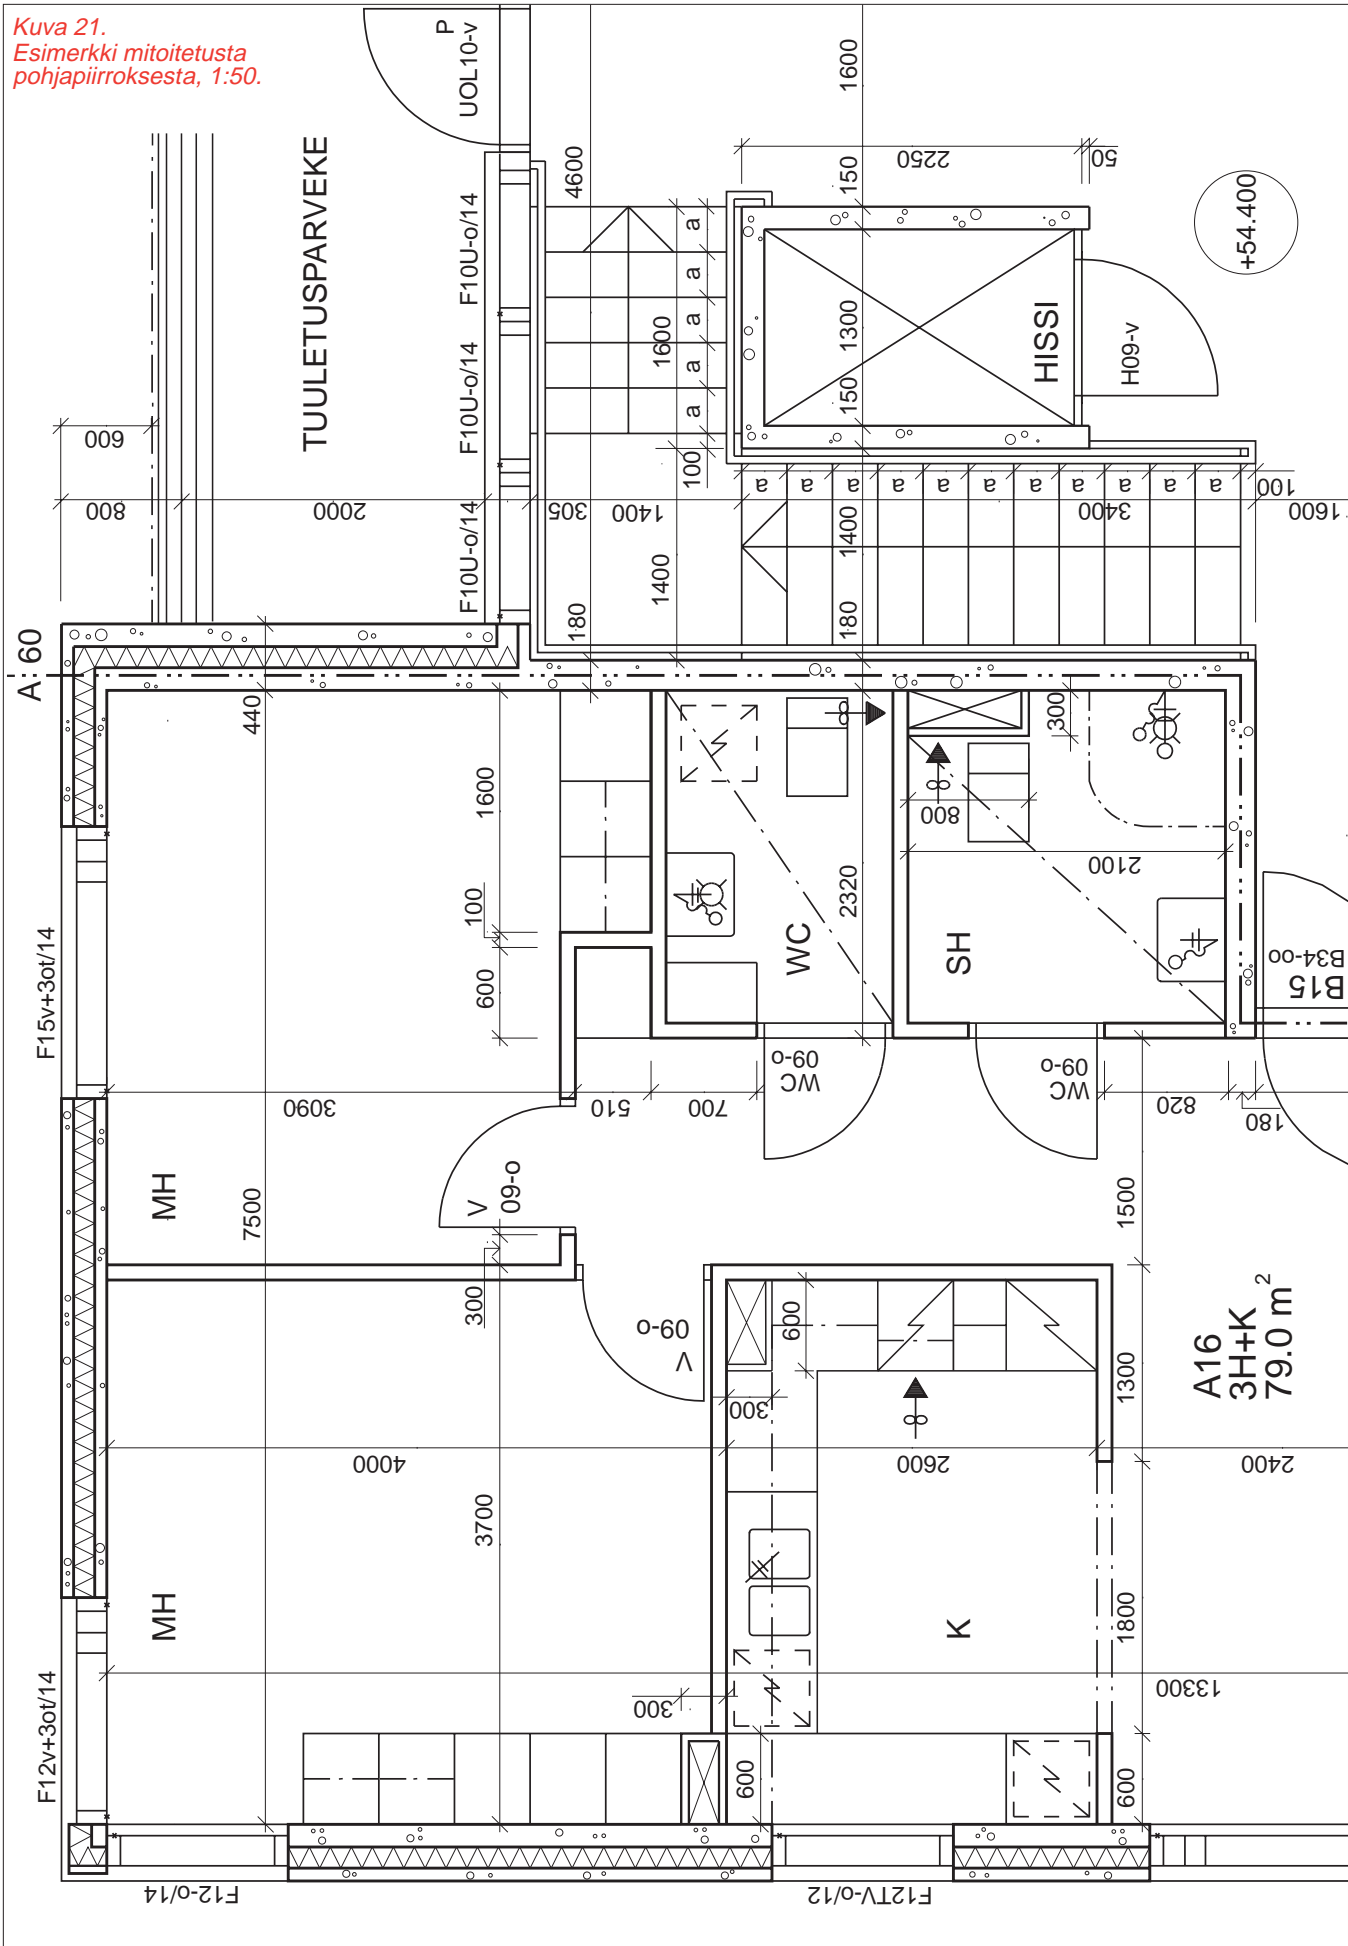 Kuva 21.
Esimerkki mitoitetusta
pohjapiirroksesta, 1:50.
P
UOL10-v
1600
4600
2250
50
150
TUULETUSPARVEKE
F10U-o/14
F10U-o/14
F10U-o/14
+54.400
a
a
a
a
a
1600
1300
HISSI
H09-v
600
150
100
800
2000
305
1400
1400
a
a
a
a
a
a
a
a
a
a
a
3400
100
1600
1400
180
180
A 60
440
300
1600
800
2100
100
2320
600
WC
SH
F15v+3ot/14
B34-oo
B15
3090
510
700
WC
09-o
WC
09-o
820
180
MH
7500
V
09-o
1500
300
V
09-o
600
A16
3H+K
79.0 m²
1300
300
4000
2600
2400
3700
MH
K
1800
F12v+3ot/14
300
13300
600
600
F12-o/14
F12TV-o/12